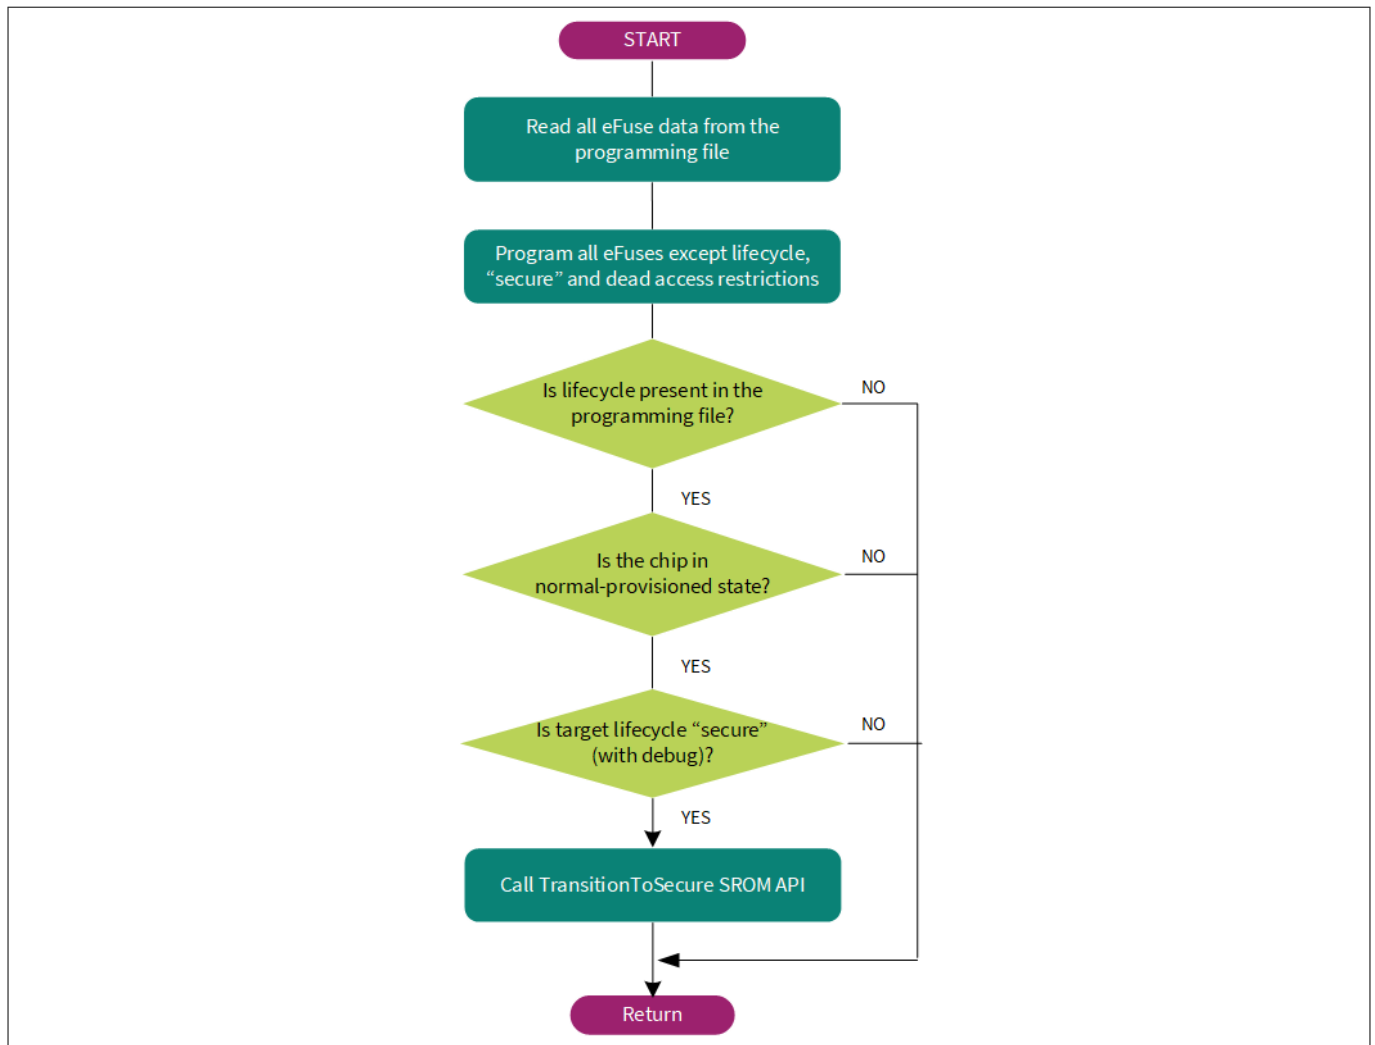 START
Read all eFuse data from the
programming file
Program all eFuses except lifecycle,
“secure” and dead access restrictions
Is lifecycle present in the
programming file?
NO
YES
Is the chip in
normal-provisioned state?
NO
YES
Is target lifecycle “secure”
(with debug)?
NO
YES
Call TransitionToSecure SROM API
Return